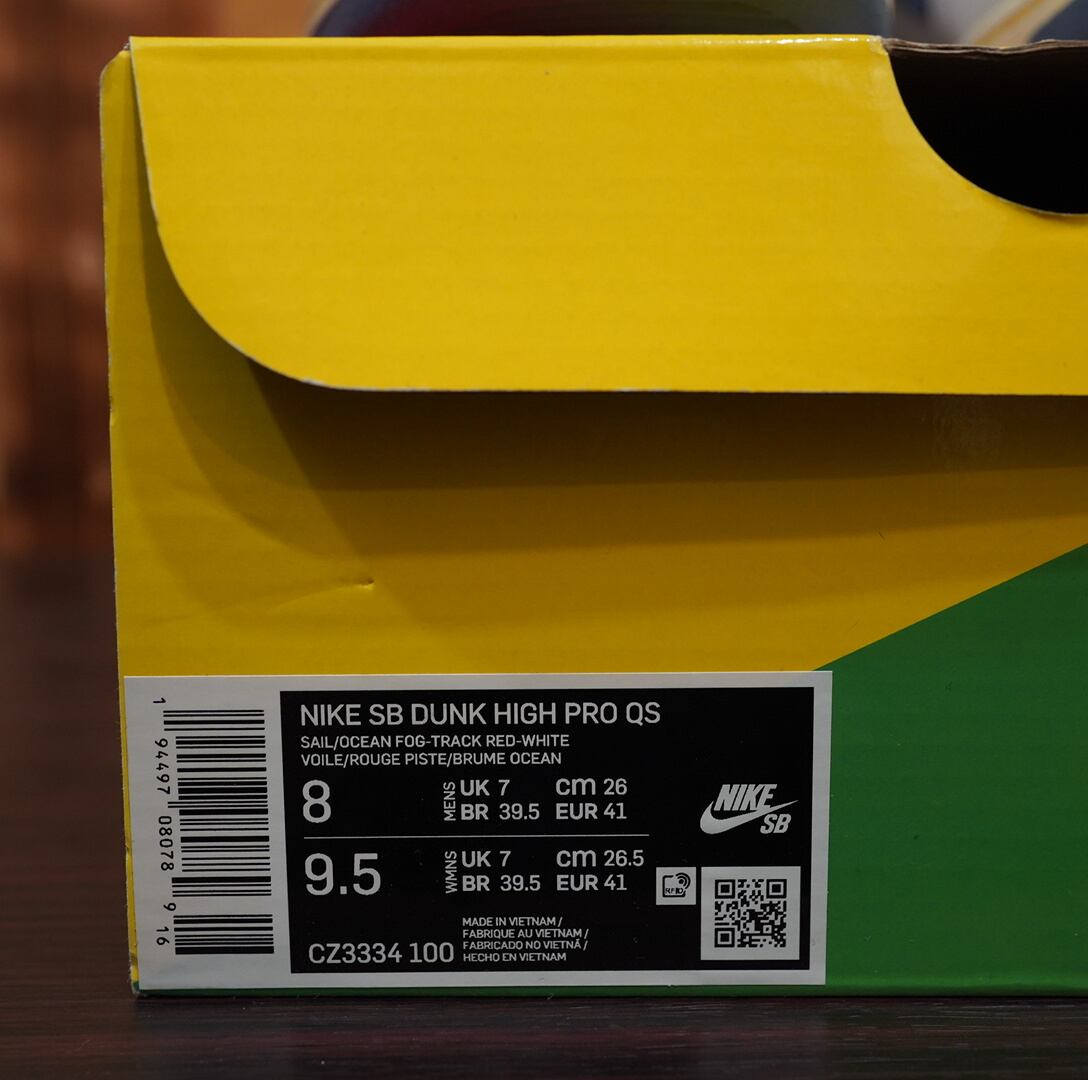 NIKE SB DUNK HIGH PRO QS
SAIL/OCEAN FOG-TRACK RED-WHITE
VOILE/ROUGE PISTE/BRUME OCEAN
8 MENS UK 7 cm 26
BR 39.5 EUR 41
9.5 WMNS UK 7 cm 26.5
BR 39.5 EUR 41
CZ3334 100
MADE IN VIETNAM /
FABRIQUE AU VIETNAM /
FABRICADO NO VIETNÃ /
HECHO EN VIETNAM
NIKE
SB
RFID
1 94497 08078 9 16